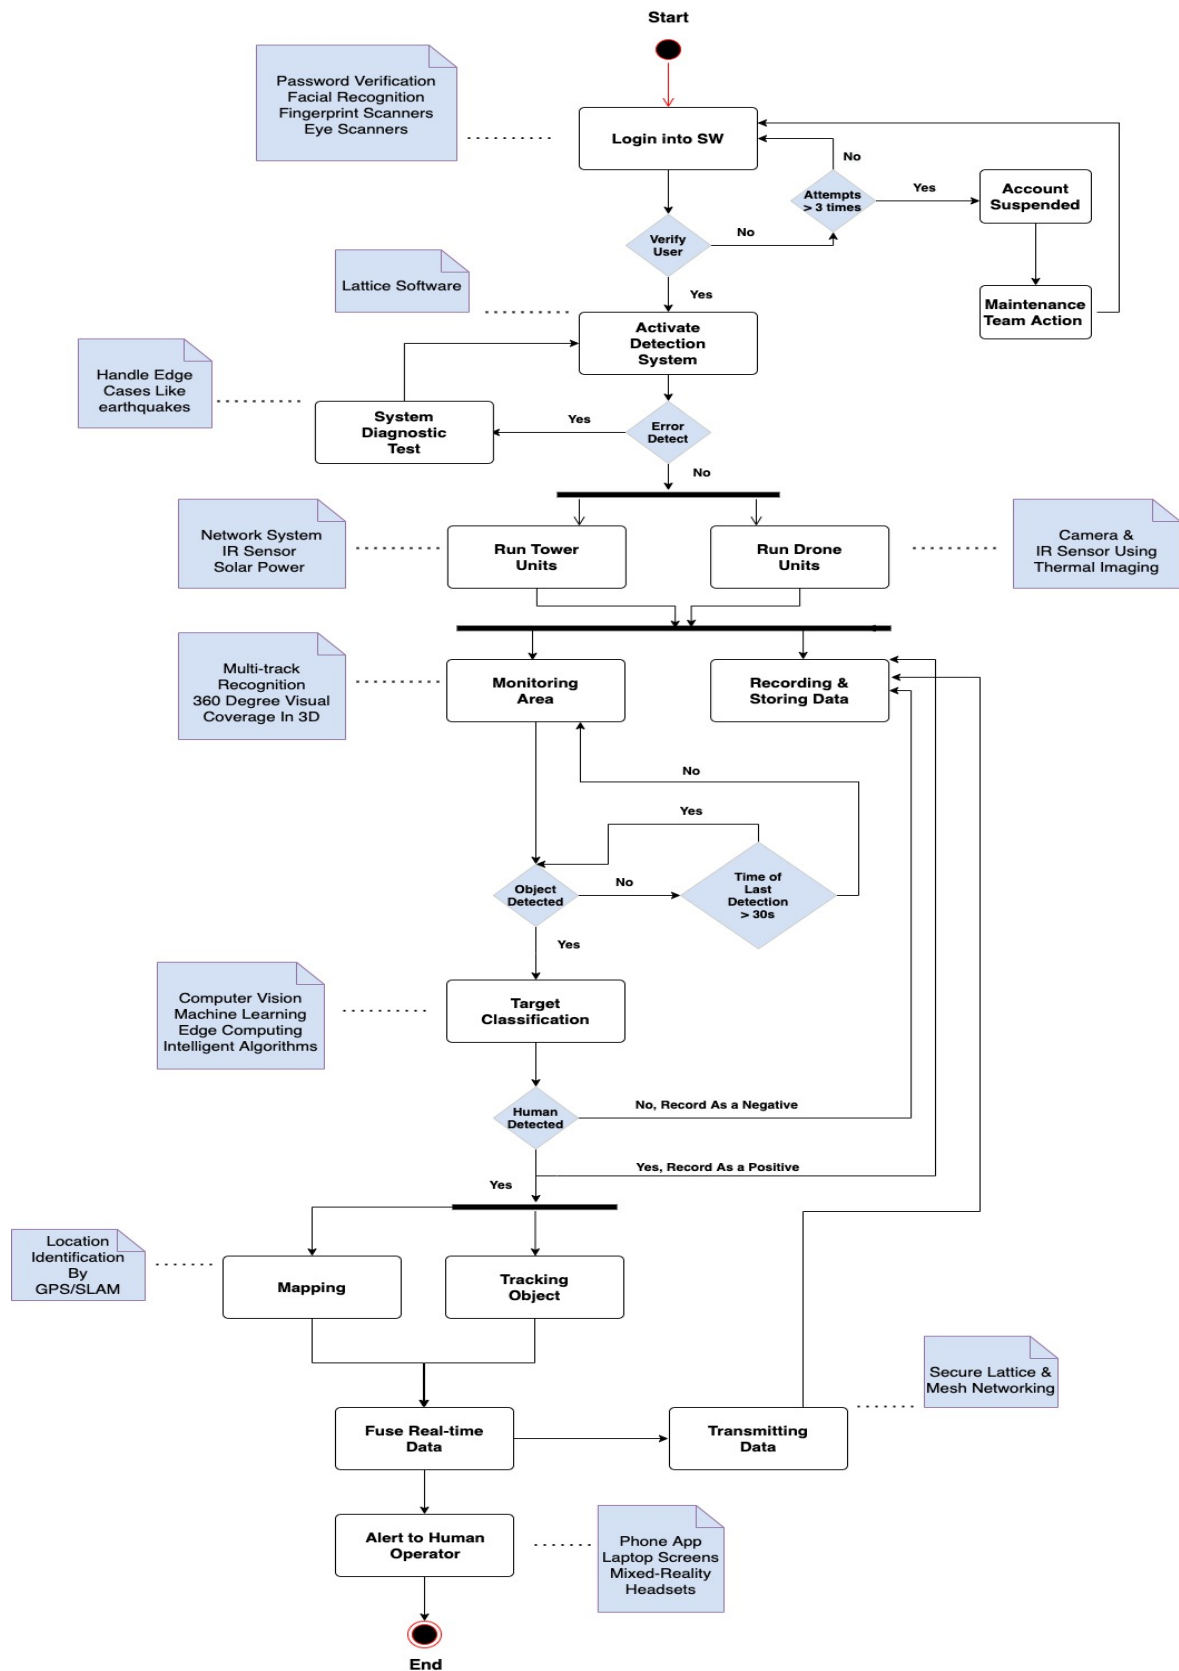 Start
Password Verification
Facial Recognition
Fingerprint Scanners
Eye Scanners
Login into SW
No
Attempts
> 3 times
Yes
Account
Suspended
Verify
User
No
Yes
Lattice Software
Maintenance
Team Action
Activate
Detection
System
Handle Edge
Cases Like
earthquakes
System
Diagnostic
Test
Yes
Error
Detect
No
Network System
IR Sensor
Solar Power
Run Tower
Units
Run Drone
Units
Camera &
IR Sensor Using
Thermal Imaging
Multi-track
Recognition
360 Degree Visual
Coverage In 3D
Monitoring
Area
Recording &
Storing Data
No
Yes
Object
Detected
No
Time of
Last
Detection
> 30s
Yes
Computer Vision
Machine Learning
Edge Computing
Intelligent Algorithms
Target
Classification
Human
Detected
No, Record As a Negative
Yes, Record As a Positive
Yes
Location
Identification
By
GPS/SLAM
Mapping
Tracking
Object
Secure Lattice &
Mesh Networking
Fuse Real-time
Data
Transmitting
Data
Alert to Human
Operator
Phone App
Laptop Screens
Mixed-Reality
Headsets
End